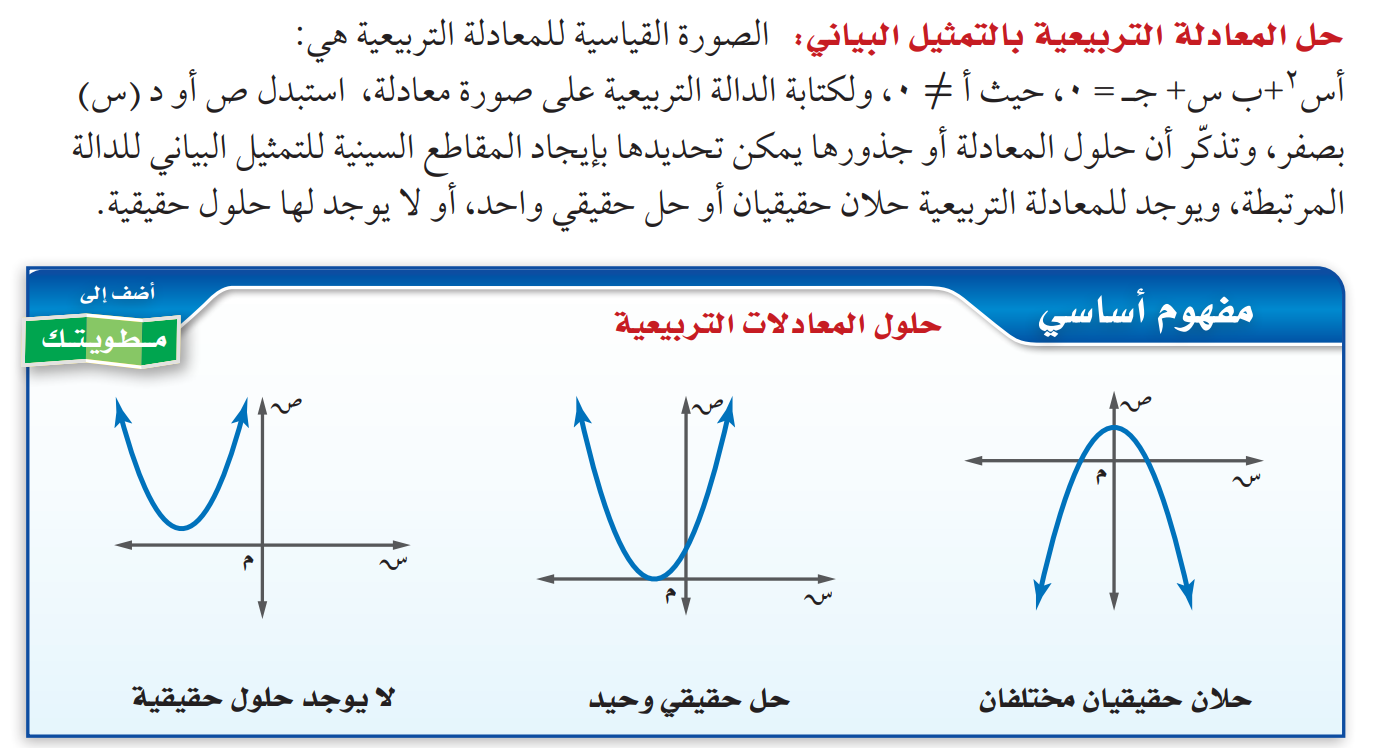 حل المعادلة التربيعية بالتمثيل البياني: الصورة القياسية للمعادلة التربيعية هي:
أس٢+ب س+ جـ = ٠، حيث أ ≠ ٠، ولكتابة الدالة التربيعية على صورة معادلة، استبدل ص أو د (س)
بصفر، وتذكّر أن حلول المعادلة أو جذورها يمكن تحديدها بإيجاد المقاطع السينية للتمثيل البياني للدالة
المرتبطة، ويوجد للمعادلة التربيعية حلان حقيقيان أو حل حقيقي واحد، أو لا يوجد لها حلول حقيقية.
مفهوم أساسي
حلول المعادلات التربيعية
أضف إلى
مطويتك
ص
س
م
ص
س
م
ص
س
م
حلان حقيقيان مختلفان
حل حقيقي وحيد
لا يوجد حلول حقيقية